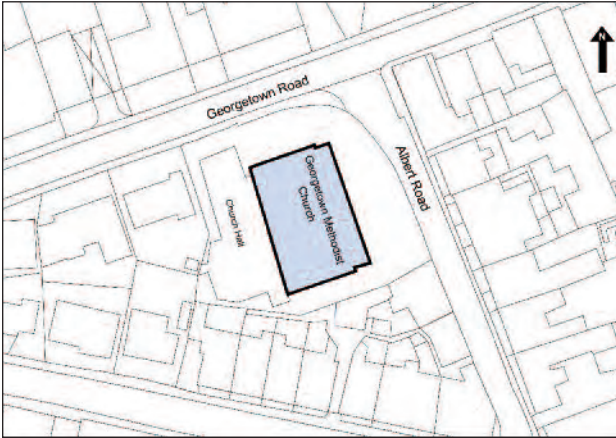 N
Georgetown Road
Albert Road
Georgetown Methodist
Church
Church Hall